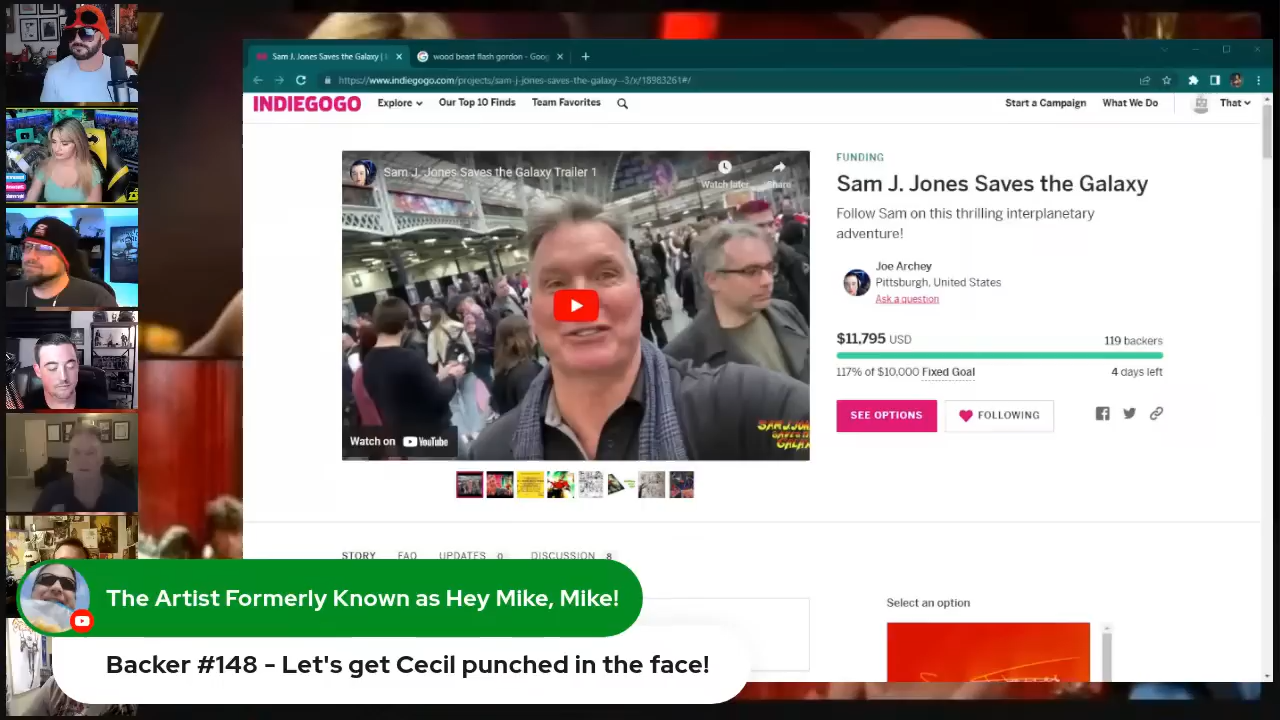 Sam J. Jones Saves the Galaxy | I
wood beast flash gordon - Goog
https://www.indiegogo.com/projects/sam-j-jones-saves-the-galaxy--3/x/18983261#/
INDIEGOGO Explore Our Top 10 Finds Team Favorites Start a Campaign What We Do That
Sam J. Jones Saves the Galaxy Trailer 1
Watch later Share
SAM J. JONES
SAVES THE
GALAXY
Watch on YouTube
FUNDING
Sam J. Jones Saves the Galaxy
Follow Sam on this thrilling interplanetary
adventure!
Joe Archey
Pittsburgh, United States
Ask a question
$11,795 USD 119 backers
117% of $10,000 Fixed Goal 4 days left
SEE OPTIONS FOLLOWING
STORY FAQ UPDATES 0 DISCUSSION 8
Select an option
The Artist Formerly Known as Hey Mike, Mike!
Backer #148 - Let's get Cecil punched in the face!